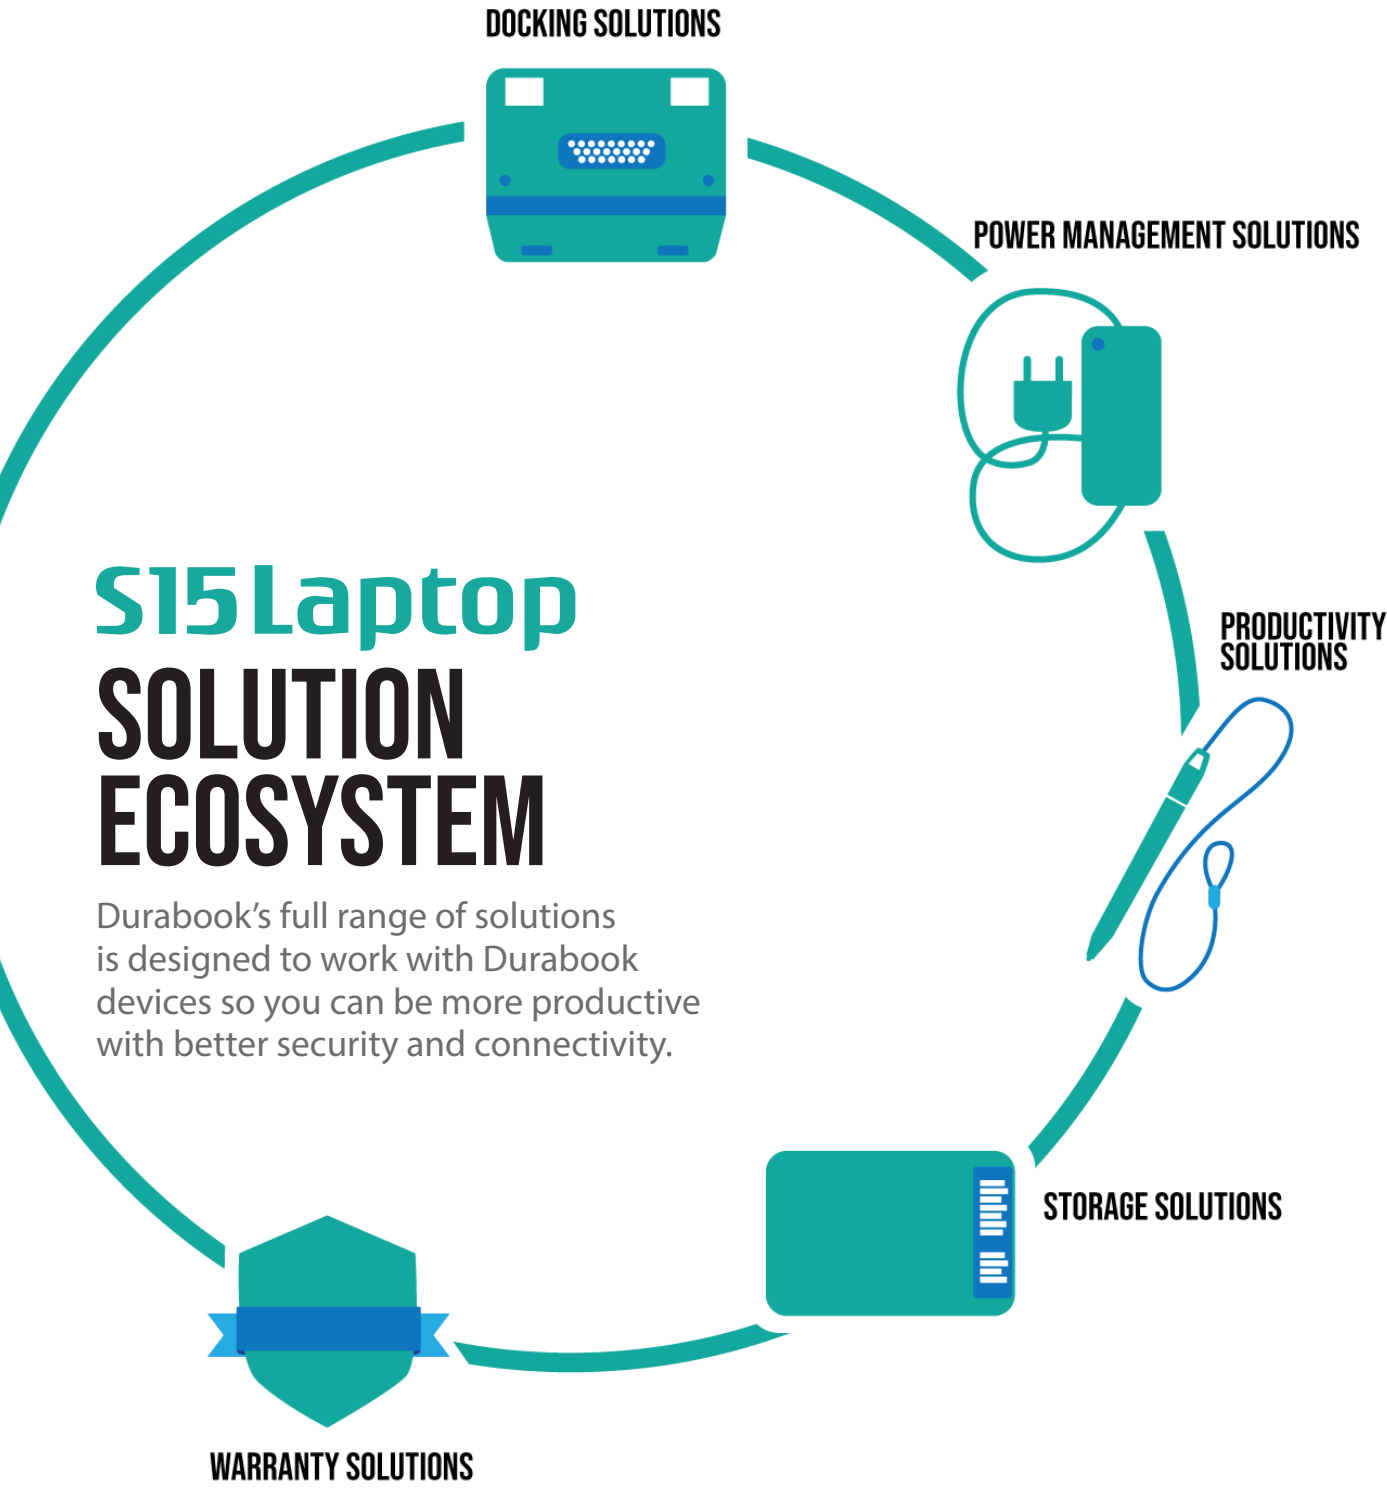 DOCKING SOLUTIONS
POWER MANAGEMENT SOLUTIONS
S15 Laptop
SOLUTION
ECOSYSTEM
Durabook’s full range of solutions
is designed to work with Durabook
devices so you can be more productive
with better security and connectivity.
PRODUCTIVITY
SOLUTIONS
STORAGE SOLUTIONS
WARRANTY SOLUTIONS